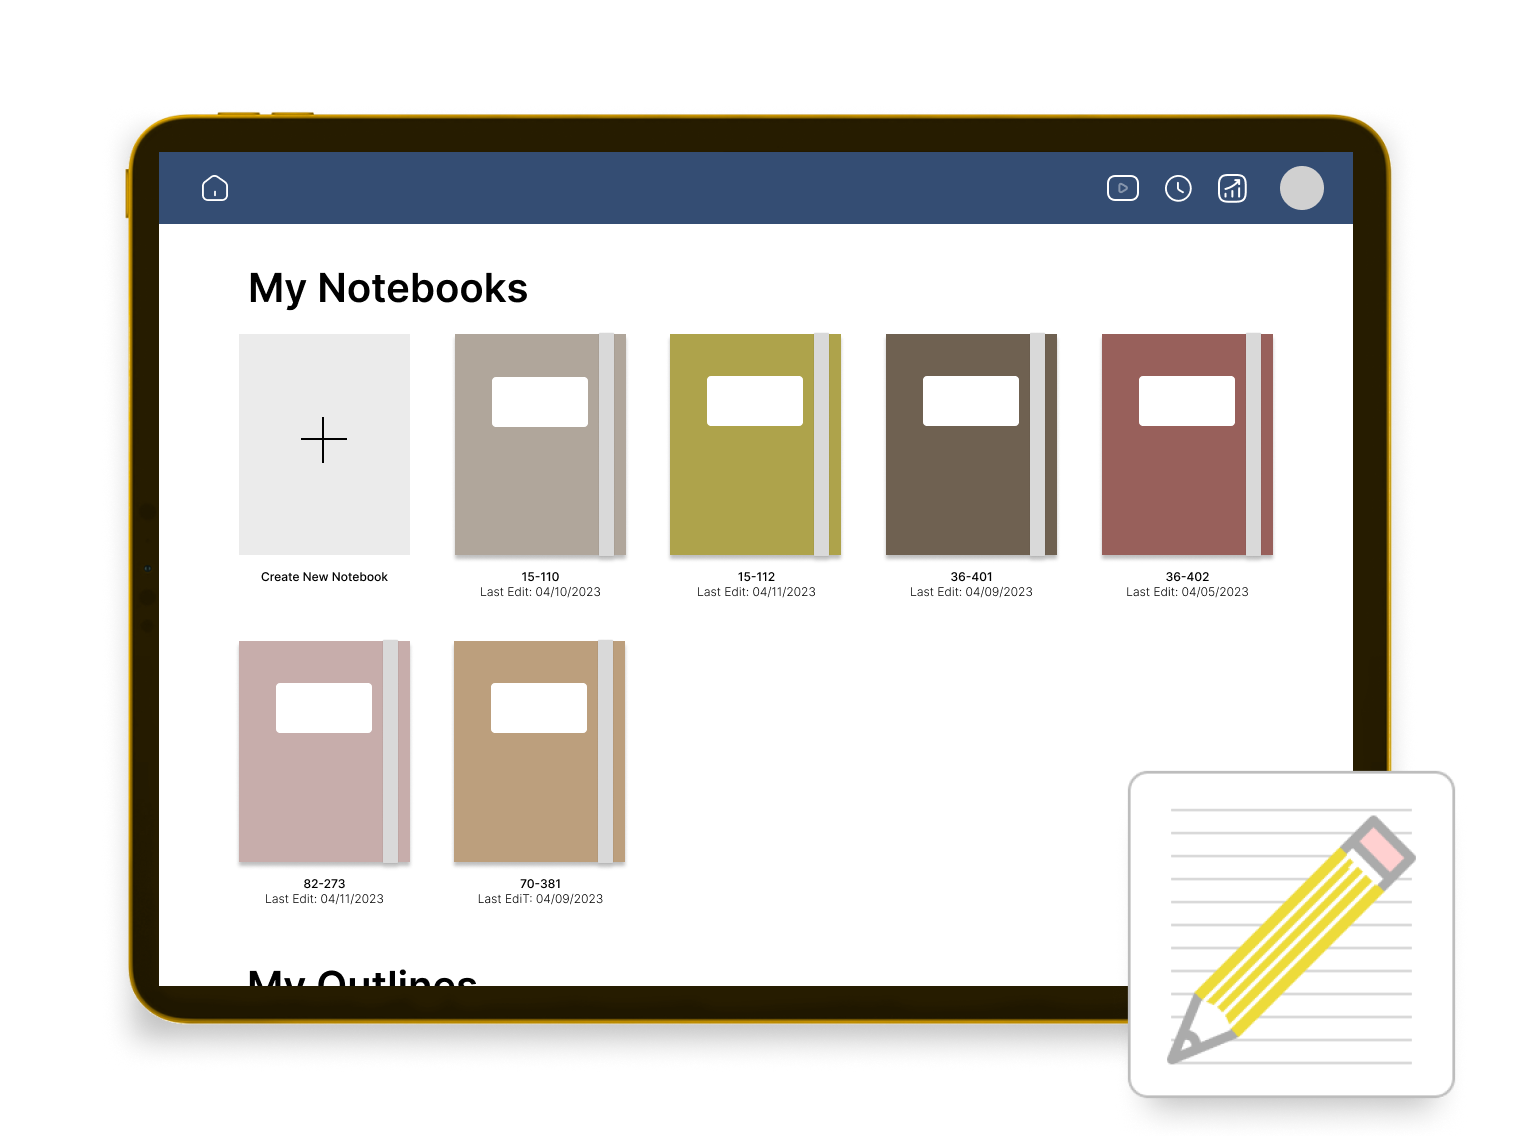 My Notebooks
Create New Notebook
15-110
Last Edit: 04/10/2023
15-112
Last Edit: 04/11/2023
36-401
Last Edit: 04/09/2023
36-402
Last Edit: 04/05/2023
82-273
Last Edit: 04/11/2023
70-381
Last EdiT: 04/09/2023
My Outlines